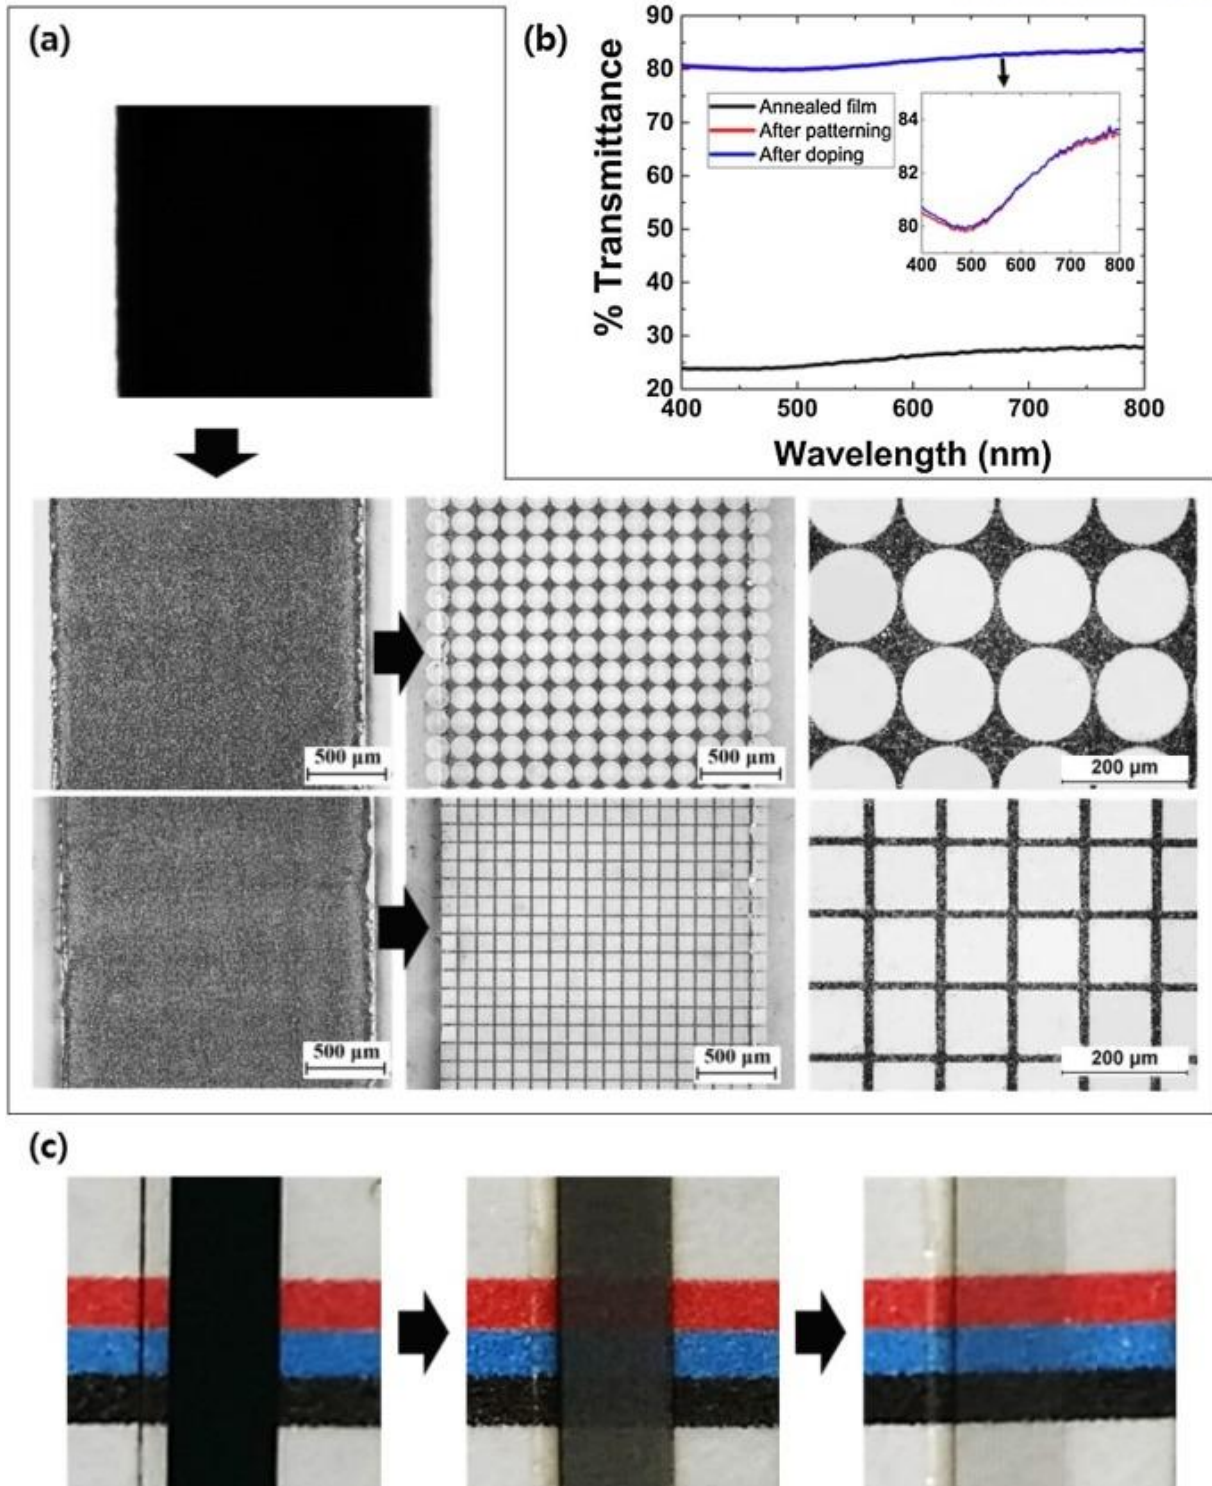 (a)
(b)
90
80
70
60
50
40
30
20
% Transmittance
Annealed film
After patterning
After doping
84
82
80
400 500 600 700 800
400 500 600 700 800
Wavelength (nm)
500 µm
500 µm
200 µm
500 µm
500 µm
200 µm
(c)